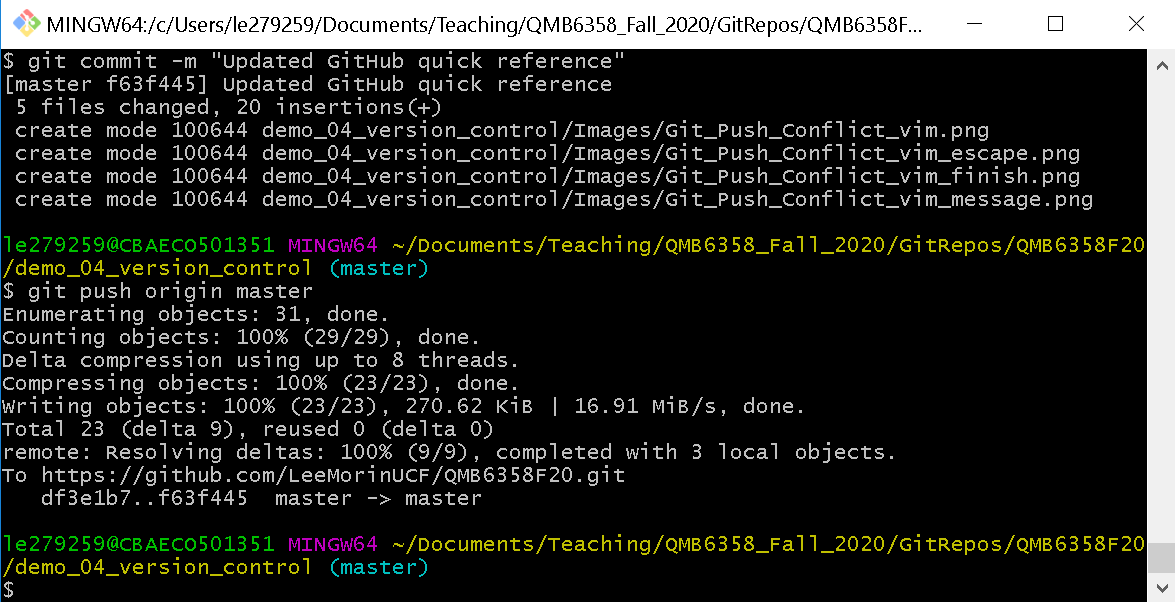 MINGW64:/c/Users/le279259/Documents/Teaching/QMB6358_Fall_2020/GitRepos/QMB6358F...
$ git commit -m "Updated GitHub quick reference"
[master f63f445] Updated GitHub quick reference
 5 files changed, 20 insertions(+)
 create mode 100644 demo_04_version_control/Images/Git_Push_Conflict_vim.png
 create mode 100644 demo_04_version_control/Images/Git_Push_Conflict_vim_escape.png
 create mode 100644 demo_04_version_control/Images/Git_Push_Conflict_vim_finish.png
 create mode 100644 demo_04_version_control/Images/Git_Push_Conflict_vim_message.png
le279259@CBAECO501351 MINGW64 ~/Documents/Teaching/QMB6358_Fall_2020/GitRepos/QMB6358F20
/demo_04_version_control (master)
$ git push origin master
Enumerating objects: 31, done.
Counting objects: 100% (29/29), done.
Delta compression using up to 8 threads.
Compressing objects: 100% (23/23), done.
Writing objects: 100% (23/23), 270.62 KiB | 16.91 MiB/s, done.
Total 23 (delta 9), reused 0 (delta 0)
remote: Resolving deltas: 100% (9/9), completed with 3 local objects.
To https://github.com/LeeMorinUCF/QMB6358F20.git
   df3e1b7..f63f445  master -> master
le279259@CBAECO501351 MINGW64 ~/Documents/Teaching/QMB6358_Fall_2020/GitRepos/QMB6358F20
/demo_04_version_control (master)
$